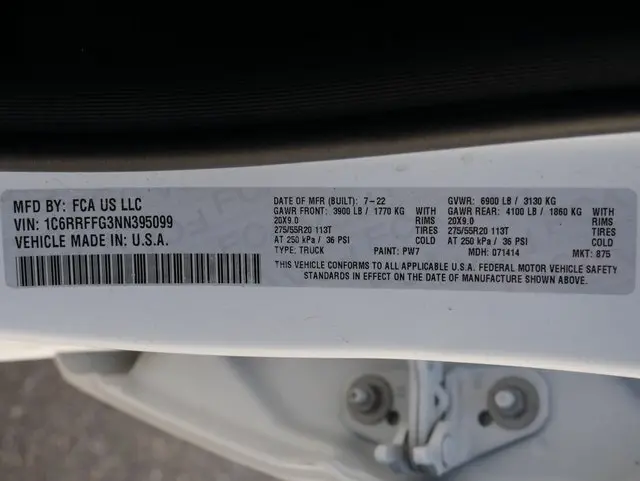 MFD BY: FCA US LLC
VIN: 1C6RRFFG3NN395099
VEHICLE MADE IN: U.S.A.
DATE OF MFR (BUILT): 7-22 GVWR: 6900 LB / 3130 KG
GAWR FRONT: 3900 LB / 1770 KG WITH GAWR REAR: 4100 LB / 1860 KG WITH
20X9.0 RIMS 20X9.0 RIMS
275/55R20 113T TIRES 275/55R20 113T TIRES
AT 250 kPa / 36 PSI COLD AT 250 kPa / 36 PSI COLD
TYPE: TRUCK PAINT: PW7 MDH: 071414 MKT: 875
THIS VEHICLE CONFORMS TO ALL APPLICABLE U.S.A. FEDERAL MOTOR VEHICLE SAFETY
STANDARDS IN EFFECT ON THE DATE OF MANUFACTURE SHOWN ABOVE.